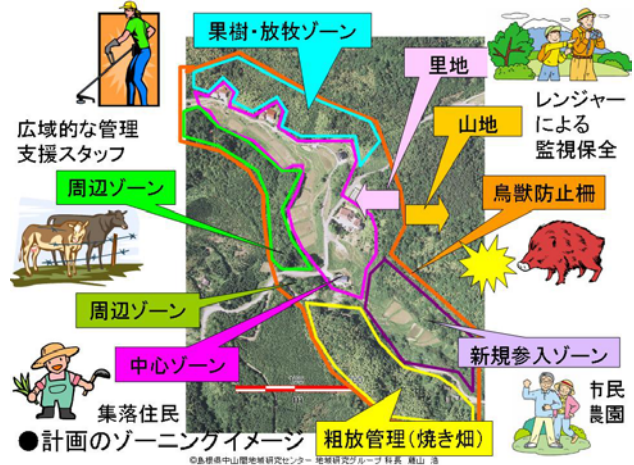 果樹・放牧ゾーン
里地
広域的な管理
支援スタッフ
レンジャー
による
監視保全
山地
周辺ゾーン
鳥獣防止柵
周辺ゾーン
中心ゾーン
新規参入ゾーン
集落住民
市民
農園
粗放管理(焼き畑)
●計画のゾーニングイメージ
©島根県中山間地域研究センター 地域研究グループ 科長 藤山 浩